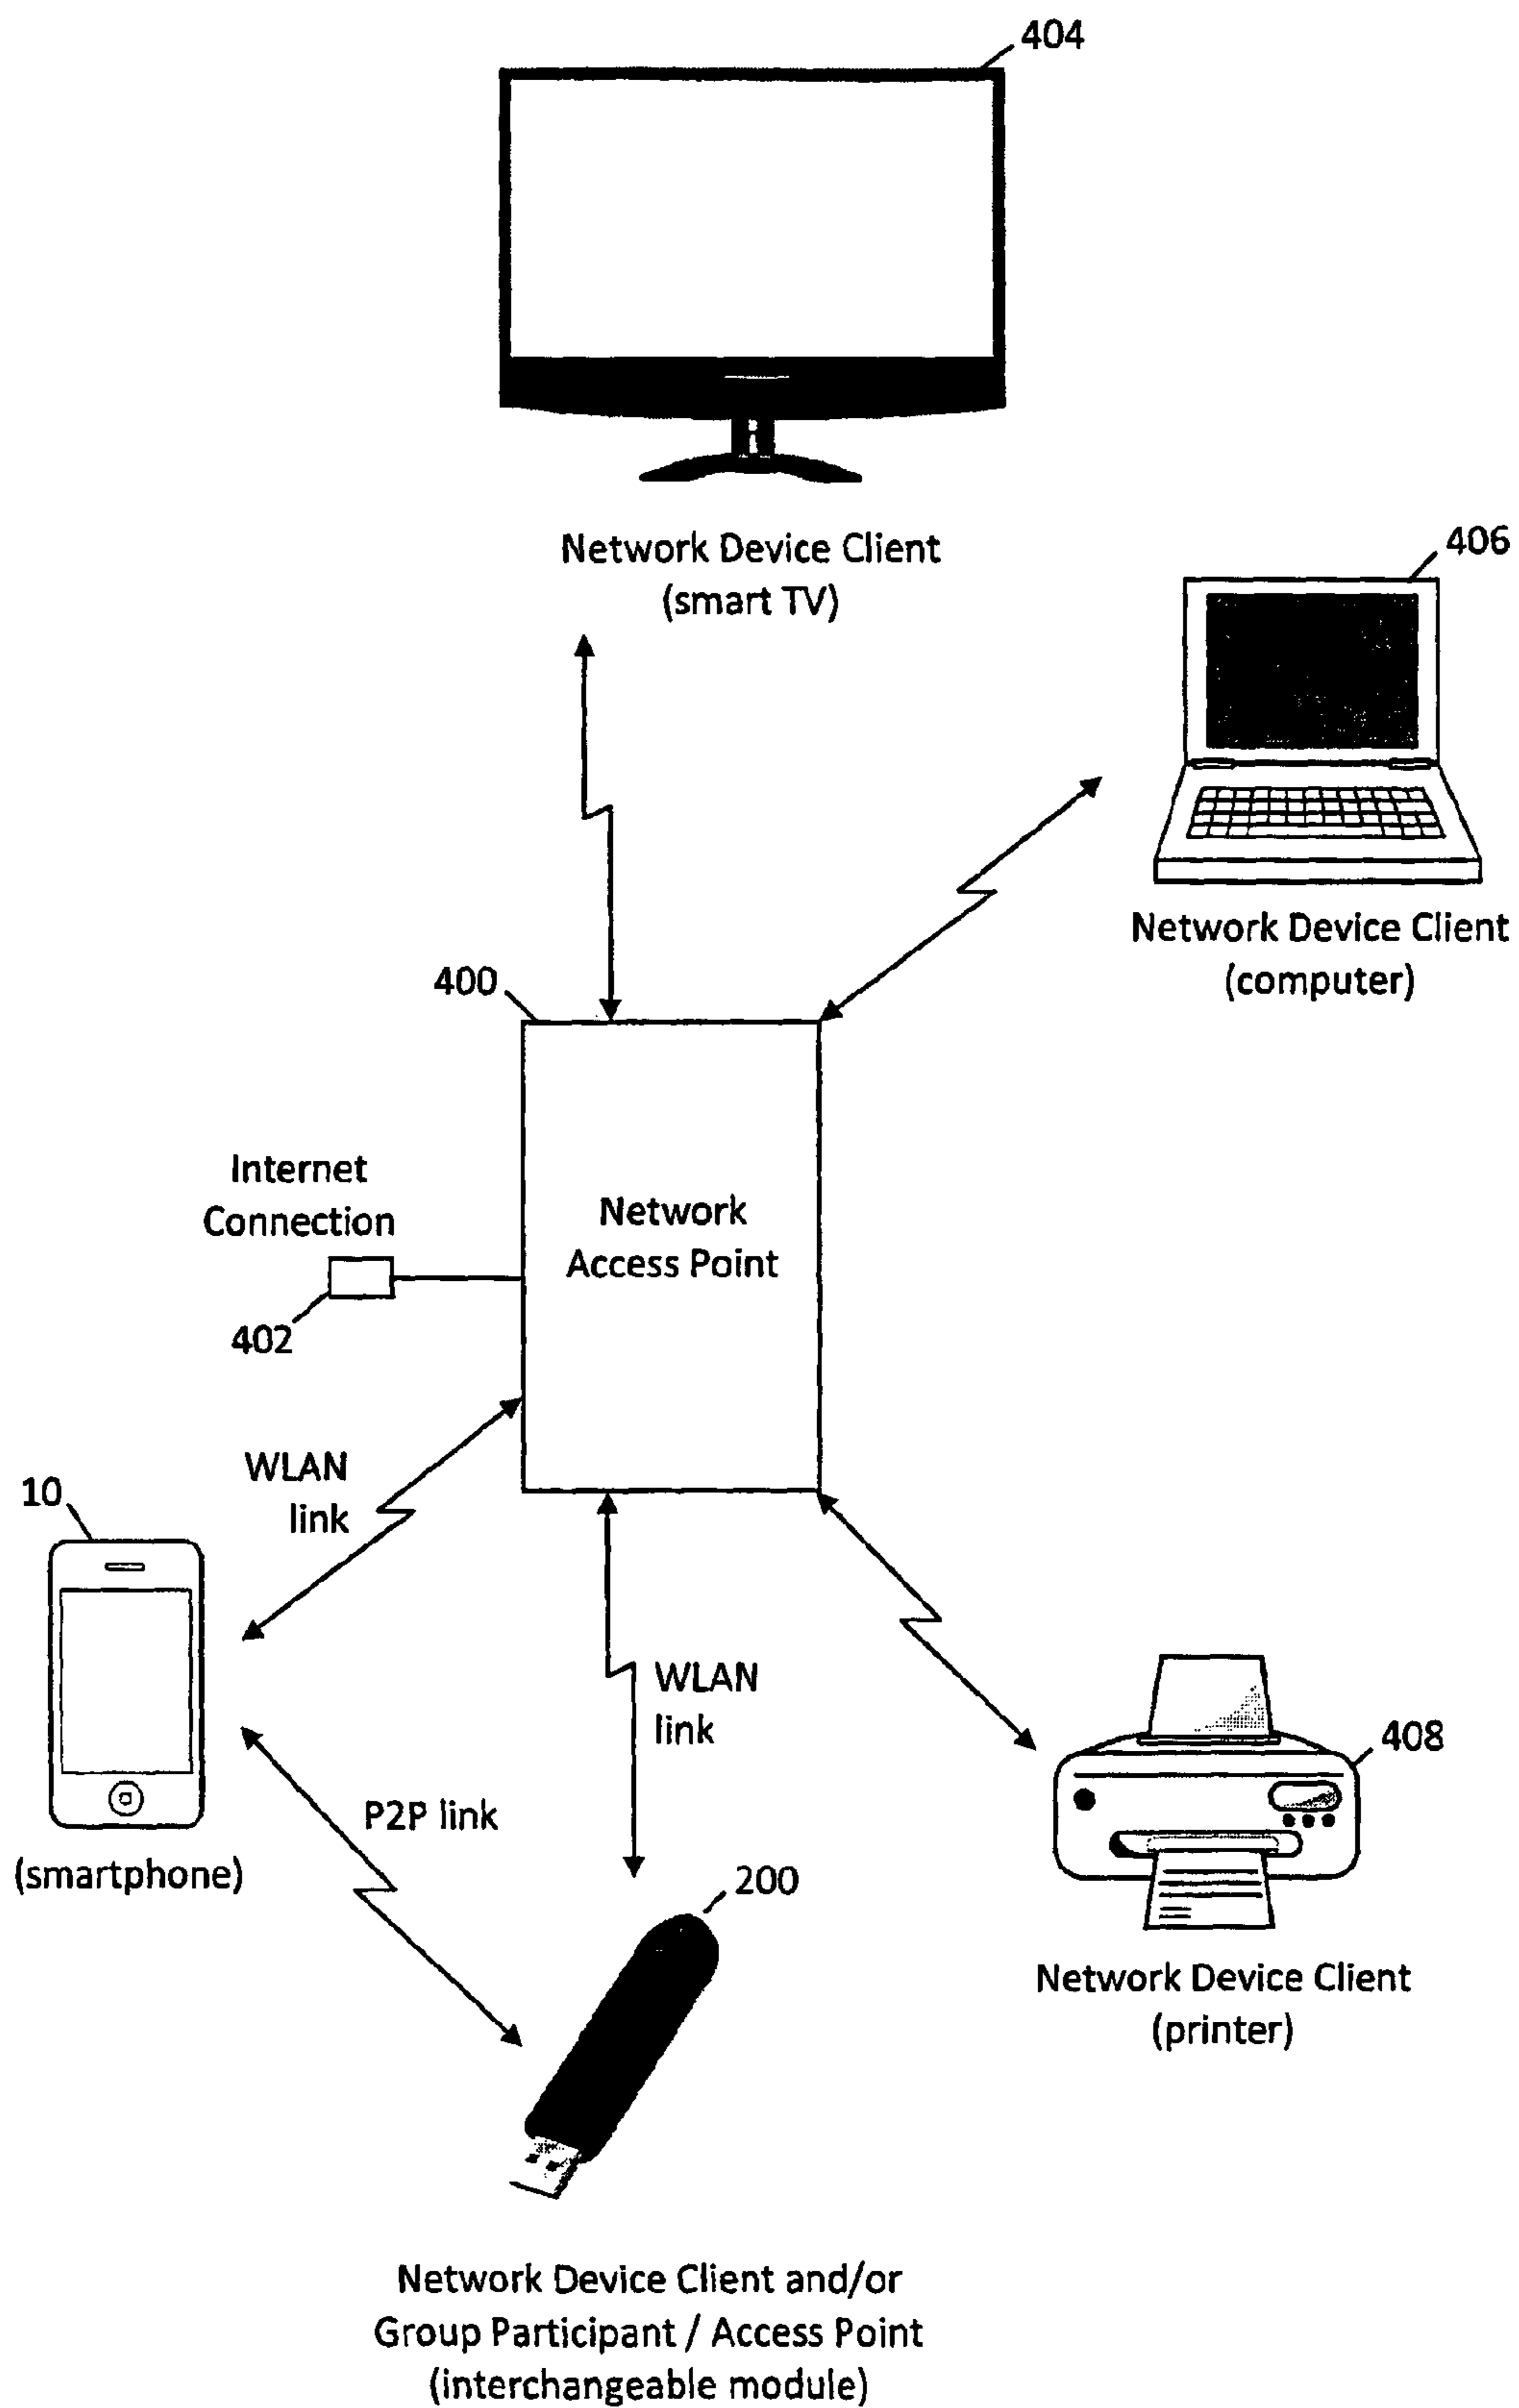 404
Network Device Client
(smart TV)
406
Network Device Client
(computer)
400
Internet
Connection
402
Network
Access Point
WLAN
link
10
(smartphone)
WLAN
link
P2P link
408
Network Device Client
(printer)
200
Network Device Client and/or
Group Participant / Access Point
(interchangeable module)